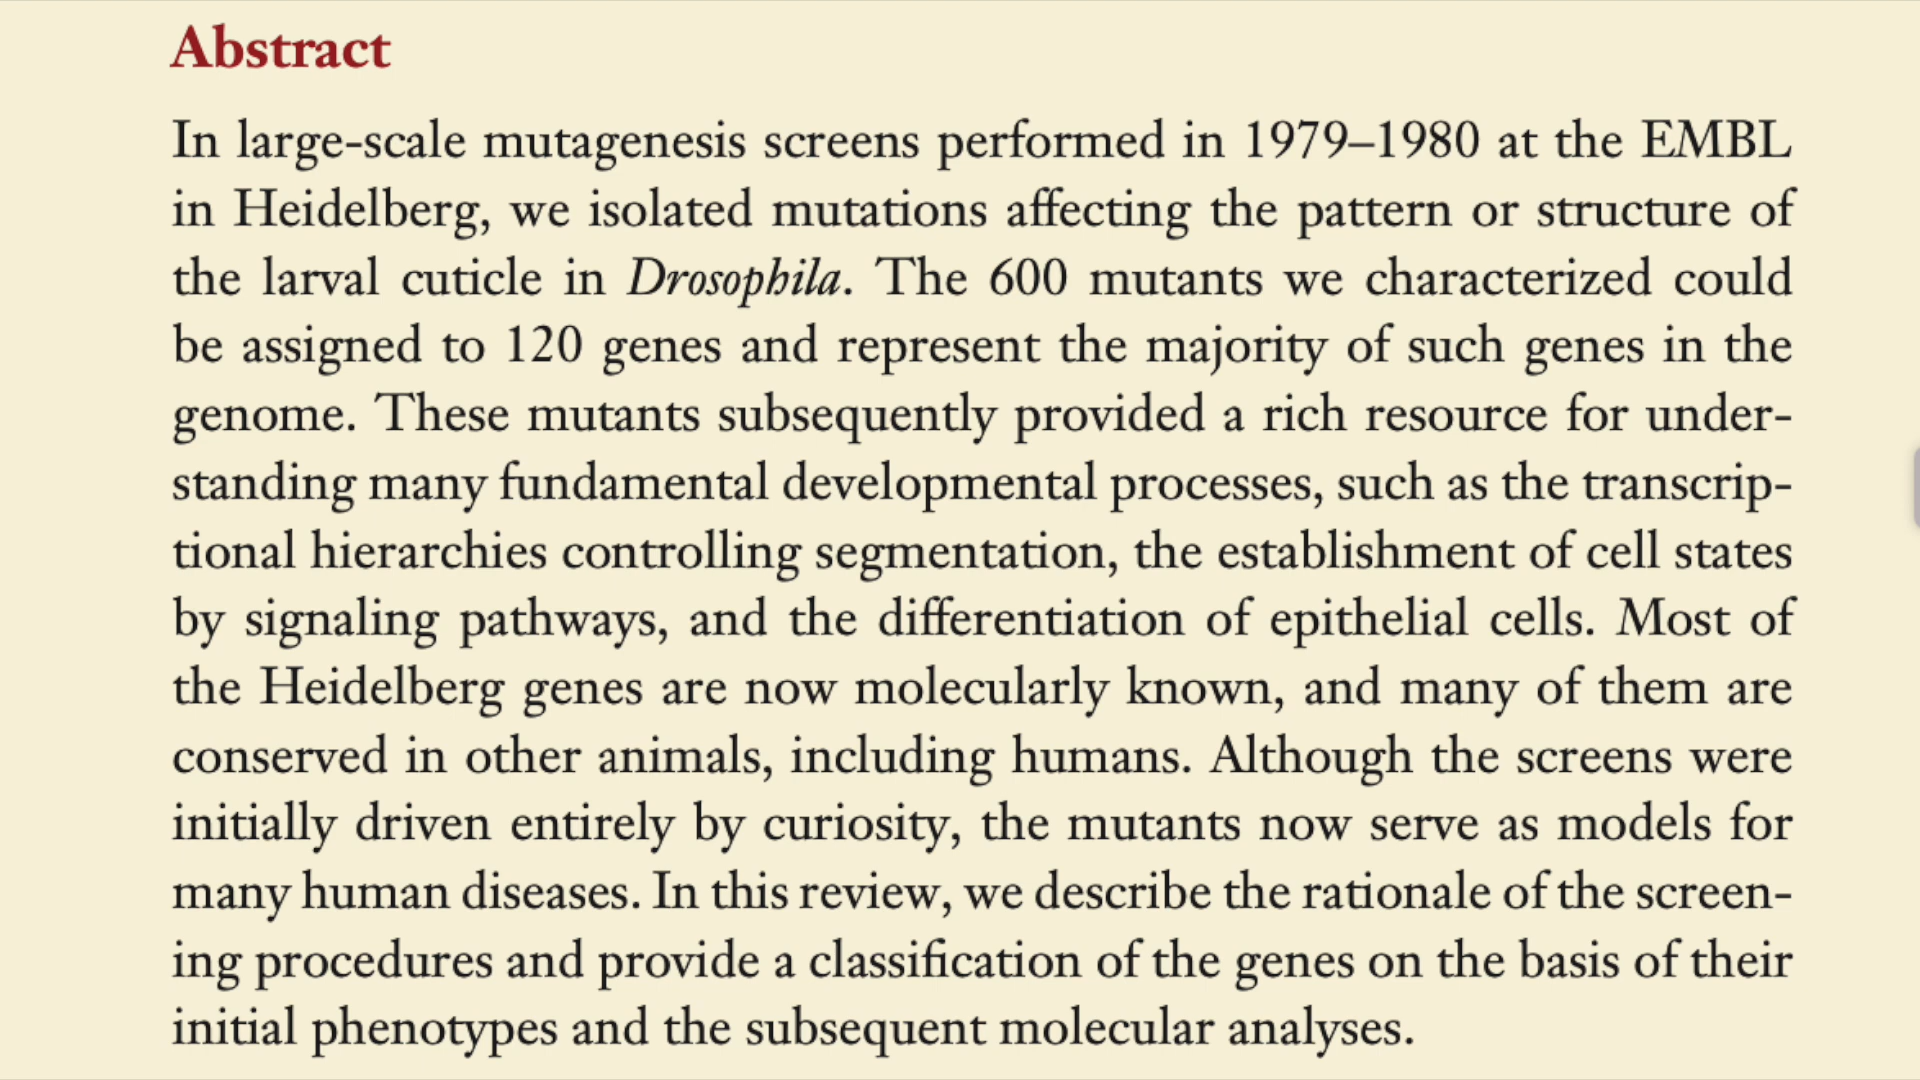 Abstract
In large-scale mutagenesis screens performed in 1979–1980 at the EMBL
in Heidelberg, we isolated mutations affecting the pattern or structure of
the larval cuticle in Drosophila. The 600 mutants we characterized could
be assigned to 120 genes and represent the majority of such genes in the
genome. These mutants subsequently provided a rich resource for under-
standing many fundamental developmental processes, such as the transcrip-
tional hierarchies controlling segmentation, the establishment of cell states
by signaling pathways, and the differentiation of epithelial cells. Most of
the Heidelberg genes are now molecularly known, and many of them are
conserved in other animals, including humans. Although the screens were
initially driven entirely by curiosity, the mutants now serve as models for
many human diseases. In this review, we describe the rationale of the screen-
ing procedures and provide a classification of the genes on the basis of their
initial phenotypes and the subsequent molecular analyses.